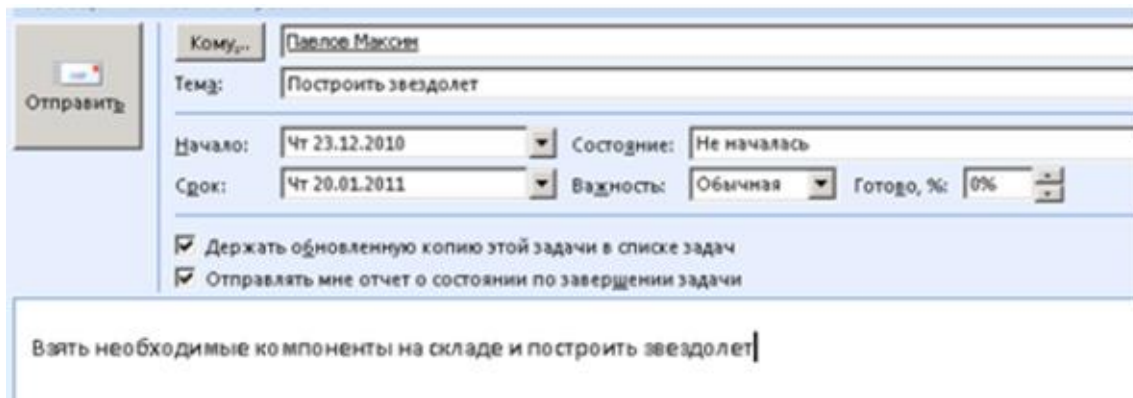 Кому...
Павлов Максим
Отправить
Тема:
Построить звездолет
Начало:
Чт 23.12.2010
Состояние:
Не началась
Срок:
Чт 20.01.2011
Важность:
Обычная
Готово, %:
0%
Держать обновленную копию этой задачи в списке задач
Отправлять мне отчет о состоянии по завершении задачи
Взять необходимые компоненты на складе и построить звездолет